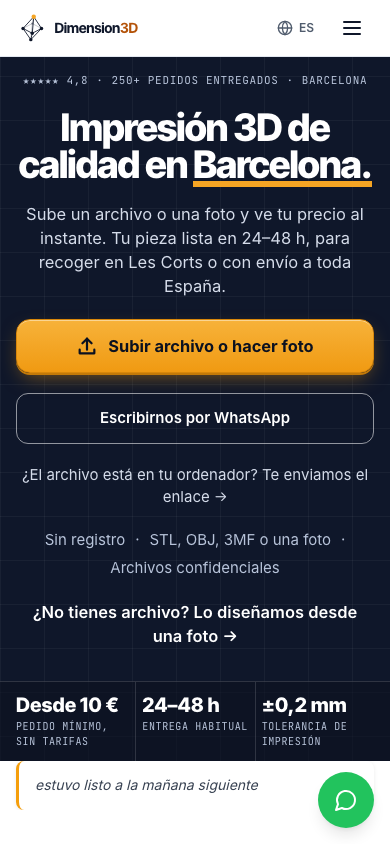 Dimension3D
ES
★★★★★ 4,8 · 250+ PEDIDOS ENTREGADOS · BARCELONA
Impresión 3D de
calidad en Barcelona.
Sube un archivo o una foto y ve tu precio al
instante. Tu pieza lista en 24–48 h, para
recoger en Les Corts o con envío a toda
España.
Subir archivo o hacer foto
Escribirnos por WhatsApp
¿El archivo está en tu ordenador? Te enviamos el
enlace →
Sin registro · STL, OBJ, 3MF o una foto ·
Archivos confidenciales
¿No tienes archivo? Lo diseñamos desde
una foto →
Desde 10 €
PEDIDO MÍNIMO,
SIN TARIFAS
24–48 h
ENTREGA HABITUAL
±0,2 mm
TOLERANCIA DE
IMPRESIÓN
estuvo listo a la mañana siguiente